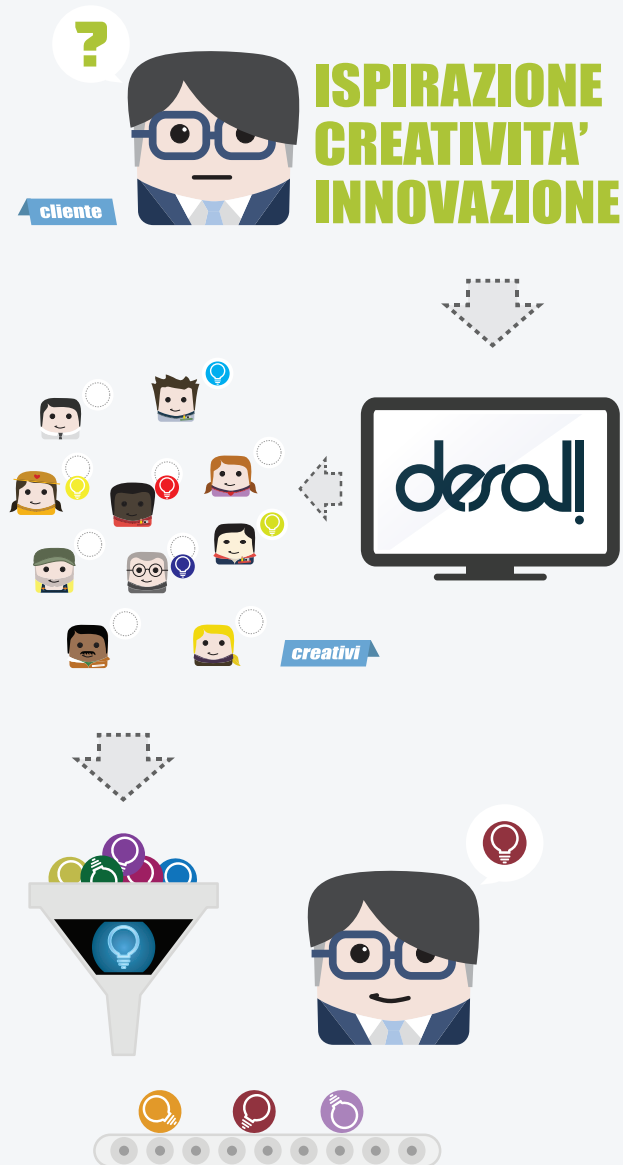 ?
ISPIRAZIONE
CREATIVITA'
INNOVAZIONE
cliente
desall
creativi